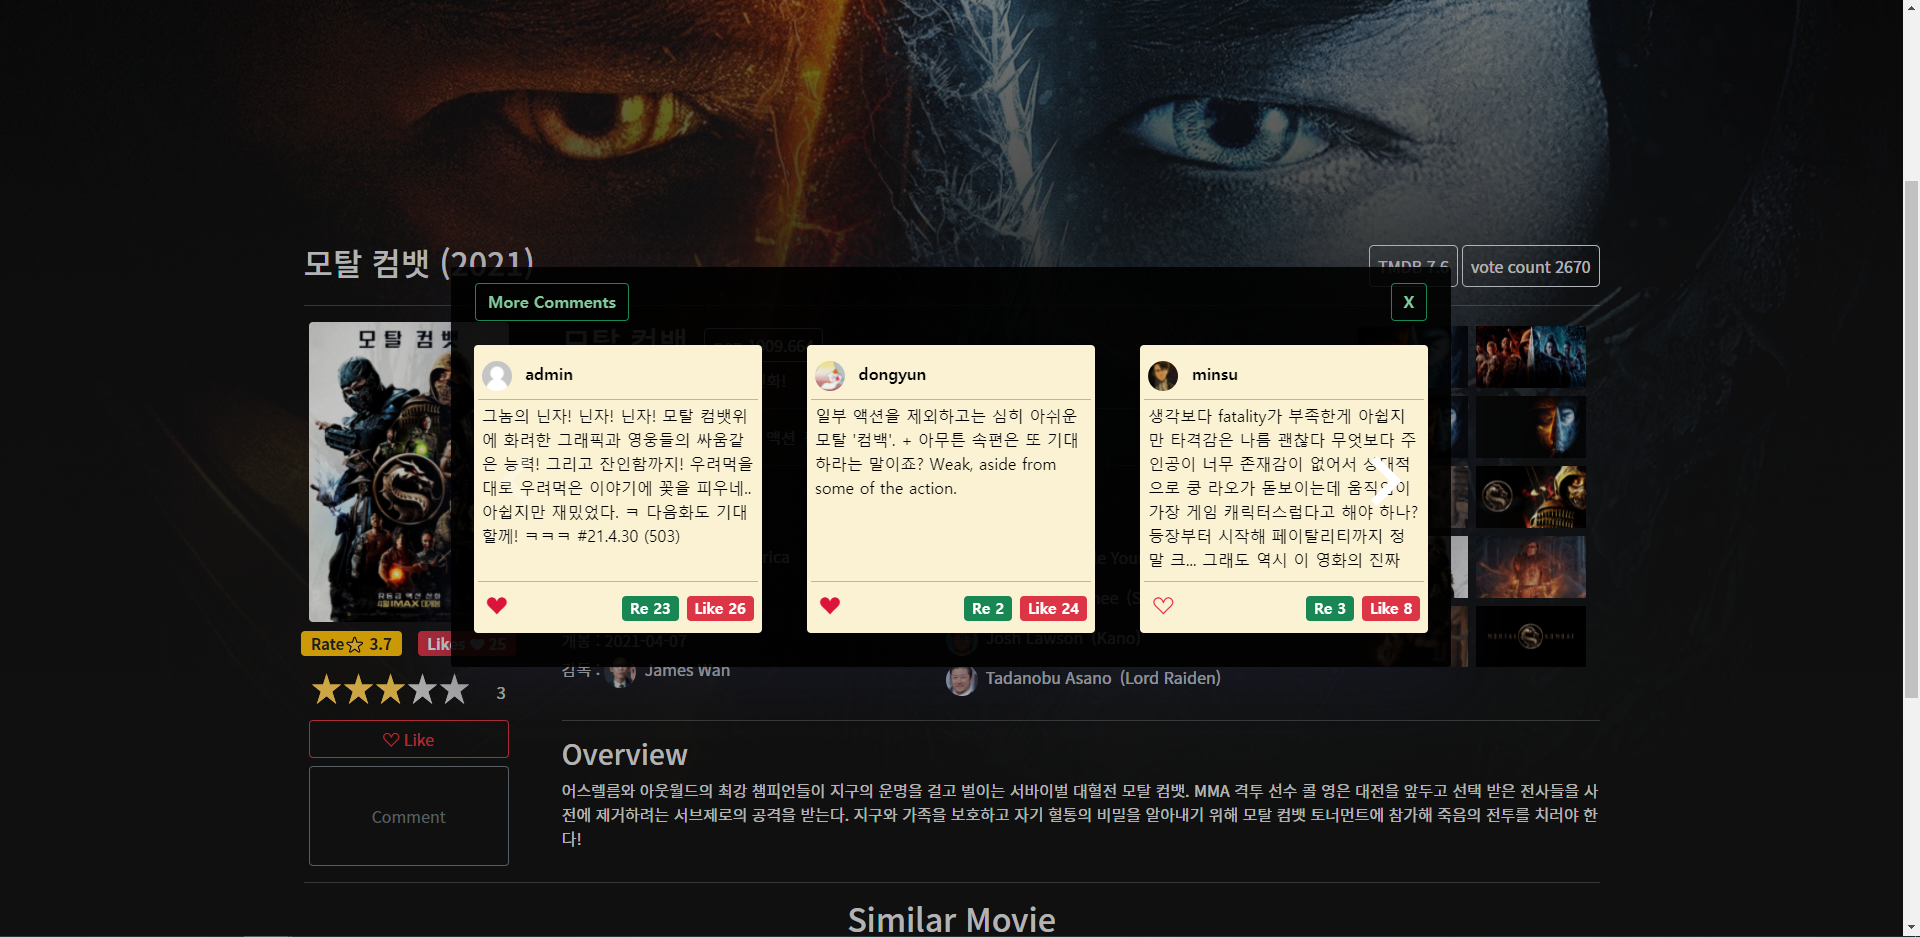 모탈 컴뱃 (2021)
TMDB 7.6
vote count 2670
More Comments
X
모탈 컴뱃
admin
그놈의 닌자! 닌자! 닌자! 모탈 컴뱃위
에 화려한 그래픽과 영웅들의 싸움같
은 능력! 그리고 잔인함까지! 우려먹을
대로 우려먹은 이야기에 꽃을 피우네..
아쉽지만 재밌었다. ㅋ 다음화도 기대
할께! ㅋㅋㅋ #21.4.30 (503)
Re 23
Like 26
dongyun
일부 액션을 제외하고는 심히 아쉬운
모탈 '컴백'. + 아무튼 속편은 또 기대
하라는 말이죠? Weak, aside from
some of the action.
Re 2
Like 24
minsu
생각보다 fatality가 부족한게 아쉽지
만 타격감은 나름 괜찮다 무엇보다 주
인공이 너무 존재감이 없어서 상대적
으로 쿵 라오가 돋보이는데 움직임이
가장 게임 캐릭터스럽다고 해야 하나?
등장부터 시작해 페이탈리티까지 정
말 크... 그래도 역시 이 영화의 진짜
Re 3
Like 8
모탈 컴뱃
4월 IMAX 대개봉
Rate 3.7
Likes 25
3
Like
Comment
액션
개봉 : 2021-04-07
감독 :
James Wan
Josh Lawson (Kano)
Tadanobu Asano (Lord Raiden)
MORTAL KOMBAT
Overview
어스렐름와 아웃월드의 최강 챔피언들이 지구의 운명을 걸고 벌이는 서바이벌 대혈전 모탈 컴뱃. MMA 격투 선수 콜 영은 대전을 앞두고 선택 받은 전사들을 사
전에 제거하려는 서브제로의 공격을 받는다. 지구와 가족을 보호하고 자기 혈통의 비밀을 알아내기 위해 모탈 컴뱃 토너먼트에 참가해 죽음의 전투를 치러야 한
다!
Similar Movie